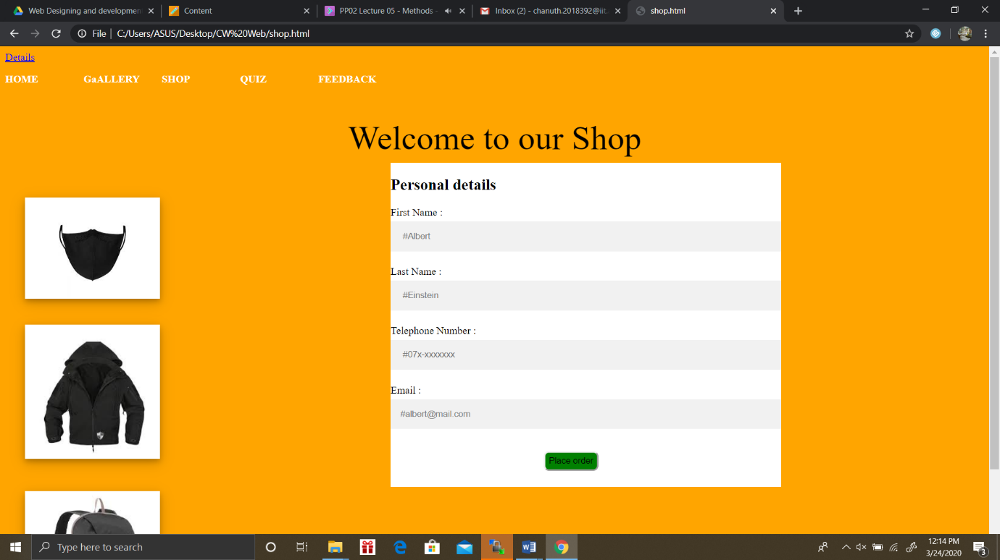 Web Designing and developmen
Content
PP02 Lecture 05 - Methods -
Inbox (2) - chanuth.2018392@iit.
shop.html
File | C:/Users/ASUS/Desktop/CW%20Web/shop.html
Details
HOME GaALLERY SHOP QUIZ FEEDBACK
Welcome to our Shop
Personal details
First Name :
#Albert
Last Name :
#Einstein
Telephone Number :
#07x-xxxxxxx
Email :
#albert@mail.com
Place order
Type here to search
12:14 PM
3/24/2020
3